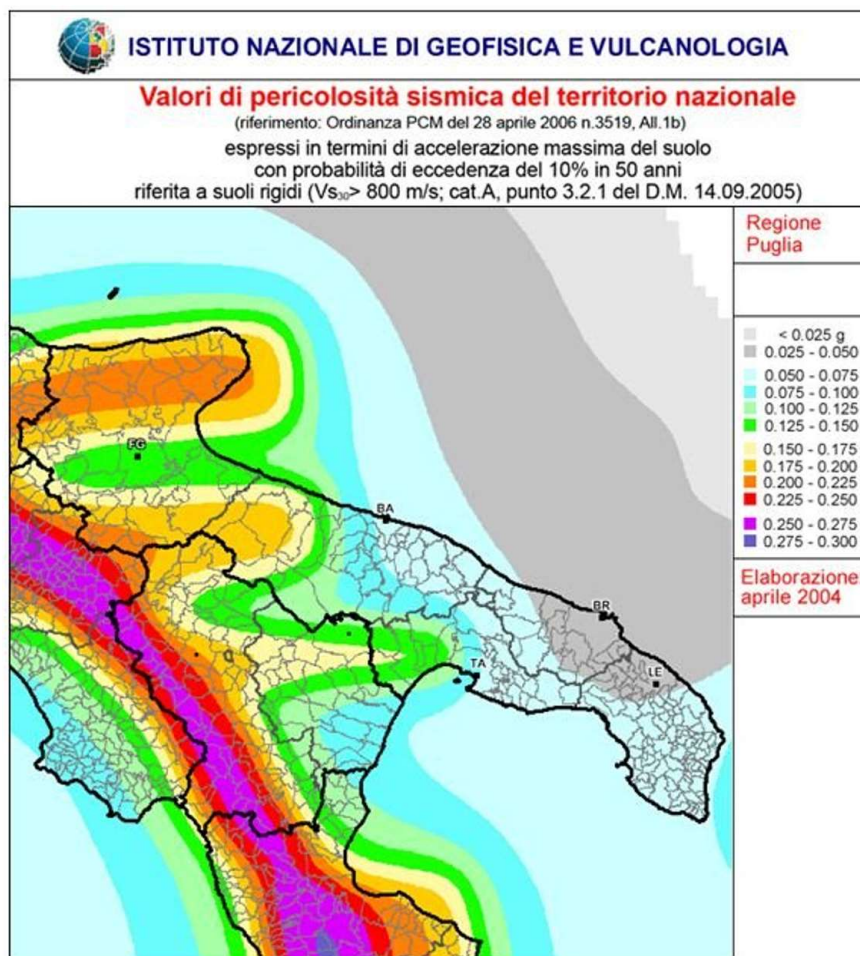 ISTITUTO NAZIONALE DI GEOFISICA E VULCANOLOGIA
Valori di pericolosità sismica del territorio nazionale
(riferimento: Ordinanza PCM del 28 aprile 2006 n.3519, All.1b)
espressi in termini di accelerazione massima del suolo
con probabilità di eccedenza del 10% in 50 anni
riferita a suoli rigidi (Vs₃₀> 800 m/s; cat.A, punto 3.2.1 del D.M. 14.09.2005)
Regione
Puglia
< 0.025 g
0.025 - 0.050
0.050 - 0.075
0.075 - 0.100
0.100 - 0.125
0.125 - 0.150
0.150 - 0.175
0.175 - 0.200
0.200 - 0.225
0.225 - 0.250
0.250 - 0.275
0.275 - 0.300
Elaborazione
aprile 2004
FG
BA
BR
TA
LE